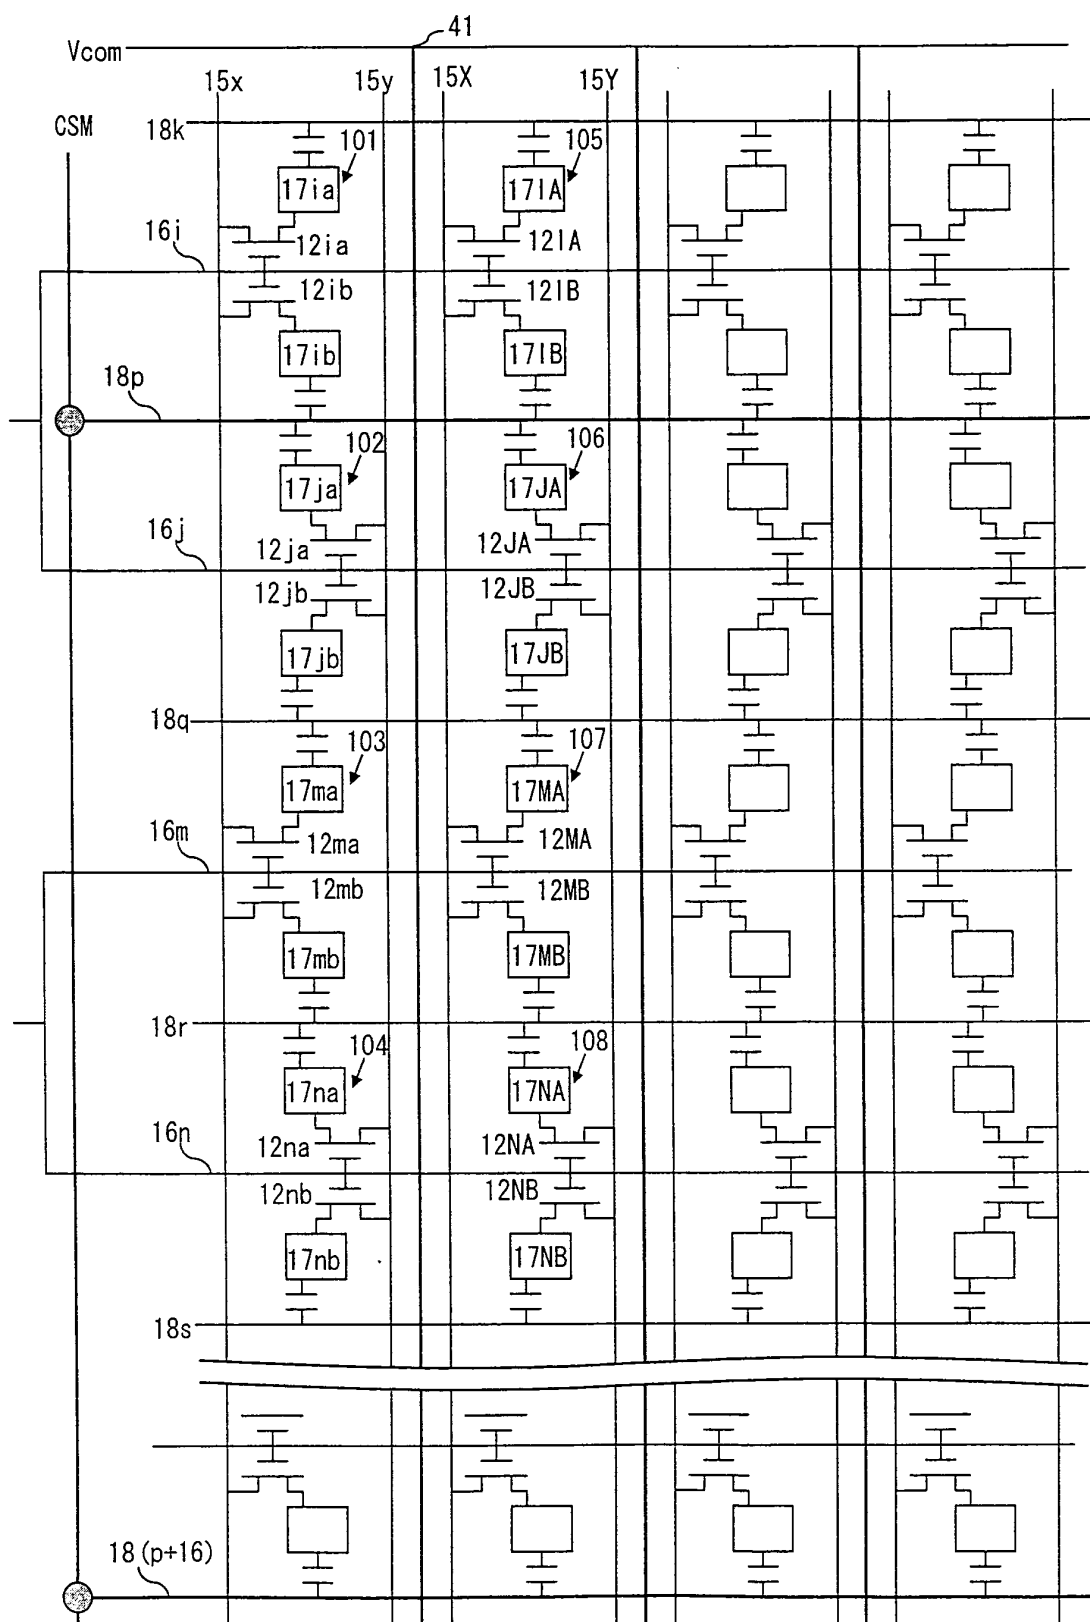 41
Vcom
15x 15y 15X 15Y
CSM
18k
101 105
17ia 17IA
16i
12ia 12IA
12ib 12IB
17ib 17IB
18p
102 106
17ja 17JA
16j
12ja 12JA
12jb 12JB
17jb 17JB
18q
103 107
17ma 17MA
16m
12ma 12MA
12mb 12MB
17mb 17MB
18r
104 108
17na 17NA
16n
12na 12NA
12nb 12NB
17nb 17NB
18s
18(p+16)